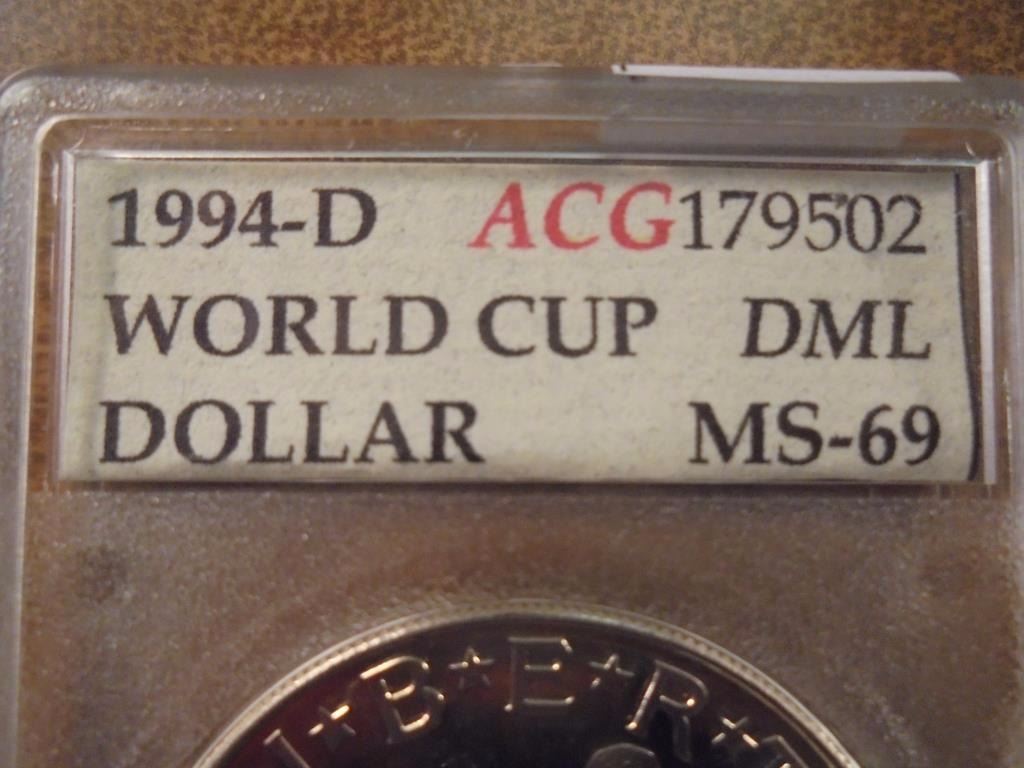 1994-D ACG179502
WORLD CUP DML
DOLLAR MS-69
B★E★R